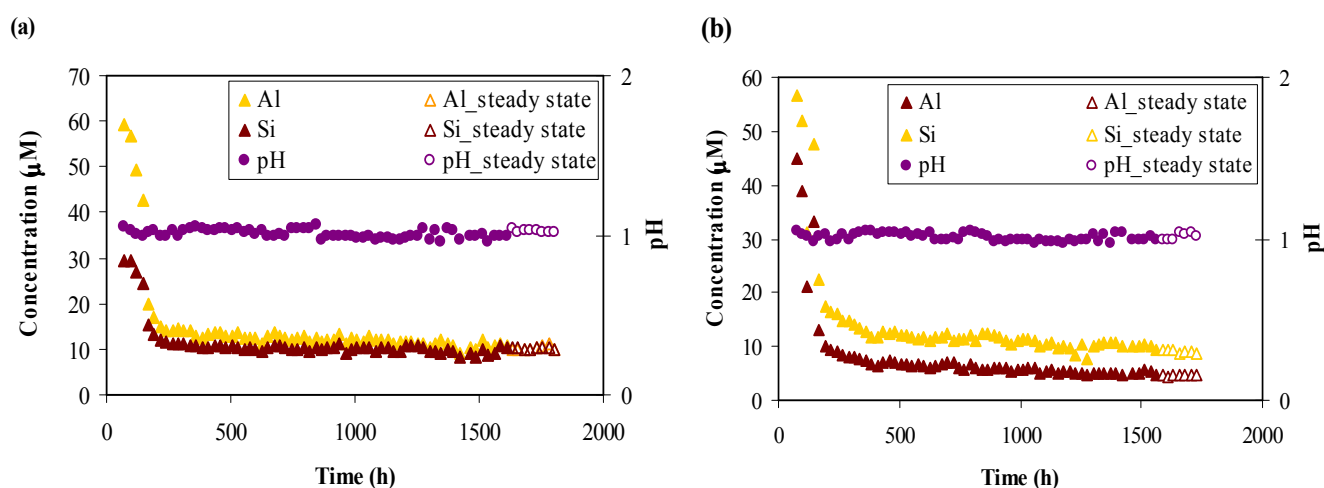 (a)
Concentration (µM)
70
60
50
40
30
20
10
0
Al
Si
pH
Al_steady state
Si_steady state
pH_steady state
2
1
0
pH
0
500
1000
1500
2000
Time (h)
(b)
Concentration (µM)
60
50
40
30
20
10
0
Al
Si
pH
Al_steady state
Si_steady state
pH_steady state
2
1
0
pH
0
500
1000
1500
2000
Time (h)